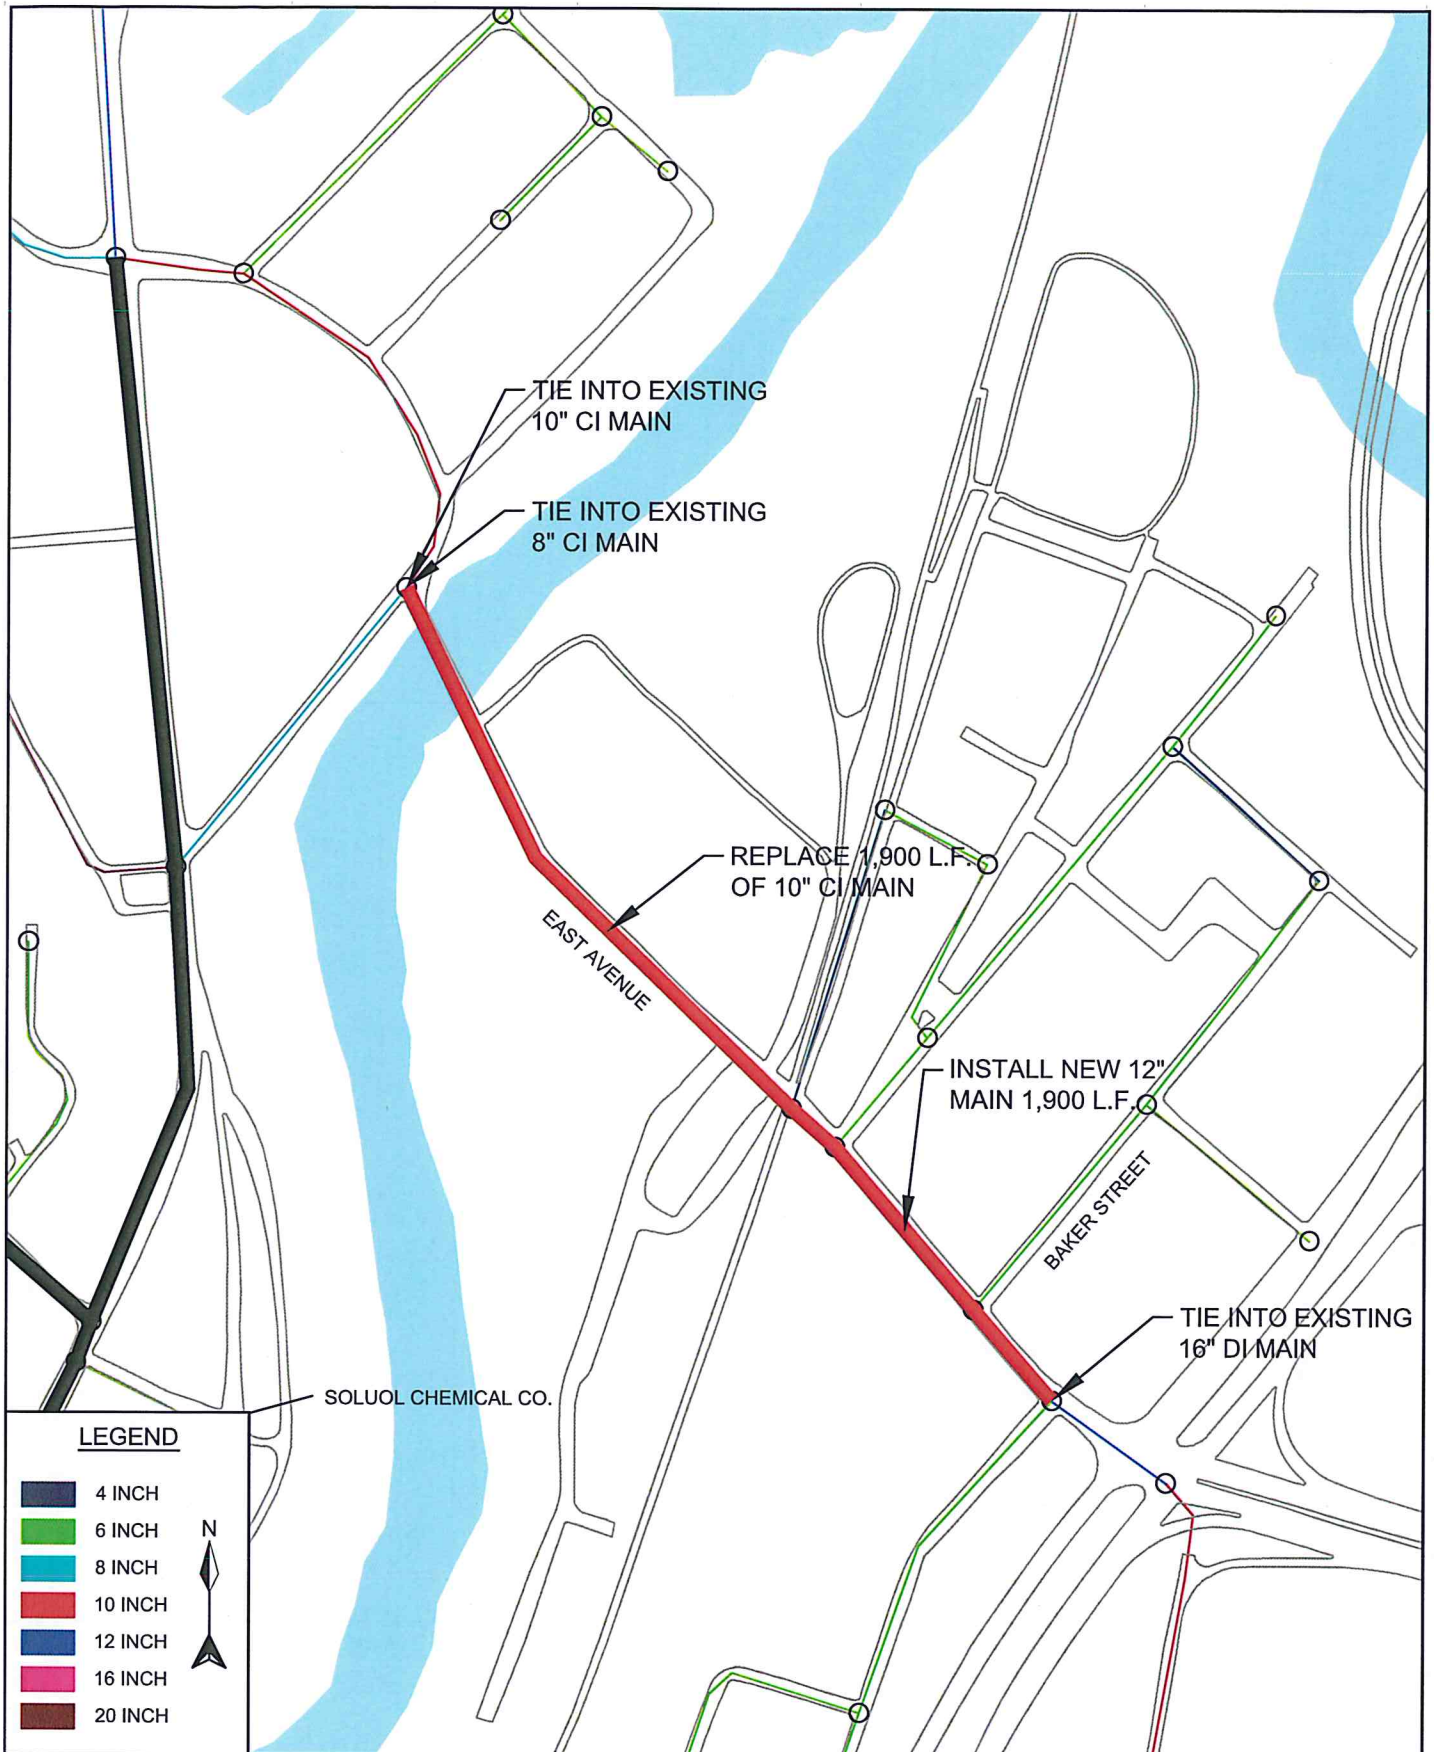 TIE INTO EXISTING
10" CI MAIN
TIE INTO EXISTING
8" CI MAIN
REPLACE 1,900 L.F.
OF 10" CI MAIN
EAST AVENUE
INSTALL NEW 12"
MAIN 1,900 L.F.
BAKER STREET
TIE INTO EXISTING
16" DI MAIN
SOLUOL CHEMICAL CO.
LEGEND
4 INCH
6 INCH
8 INCH
10 INCH
12 INCH
16 INCH
20 INCH
N